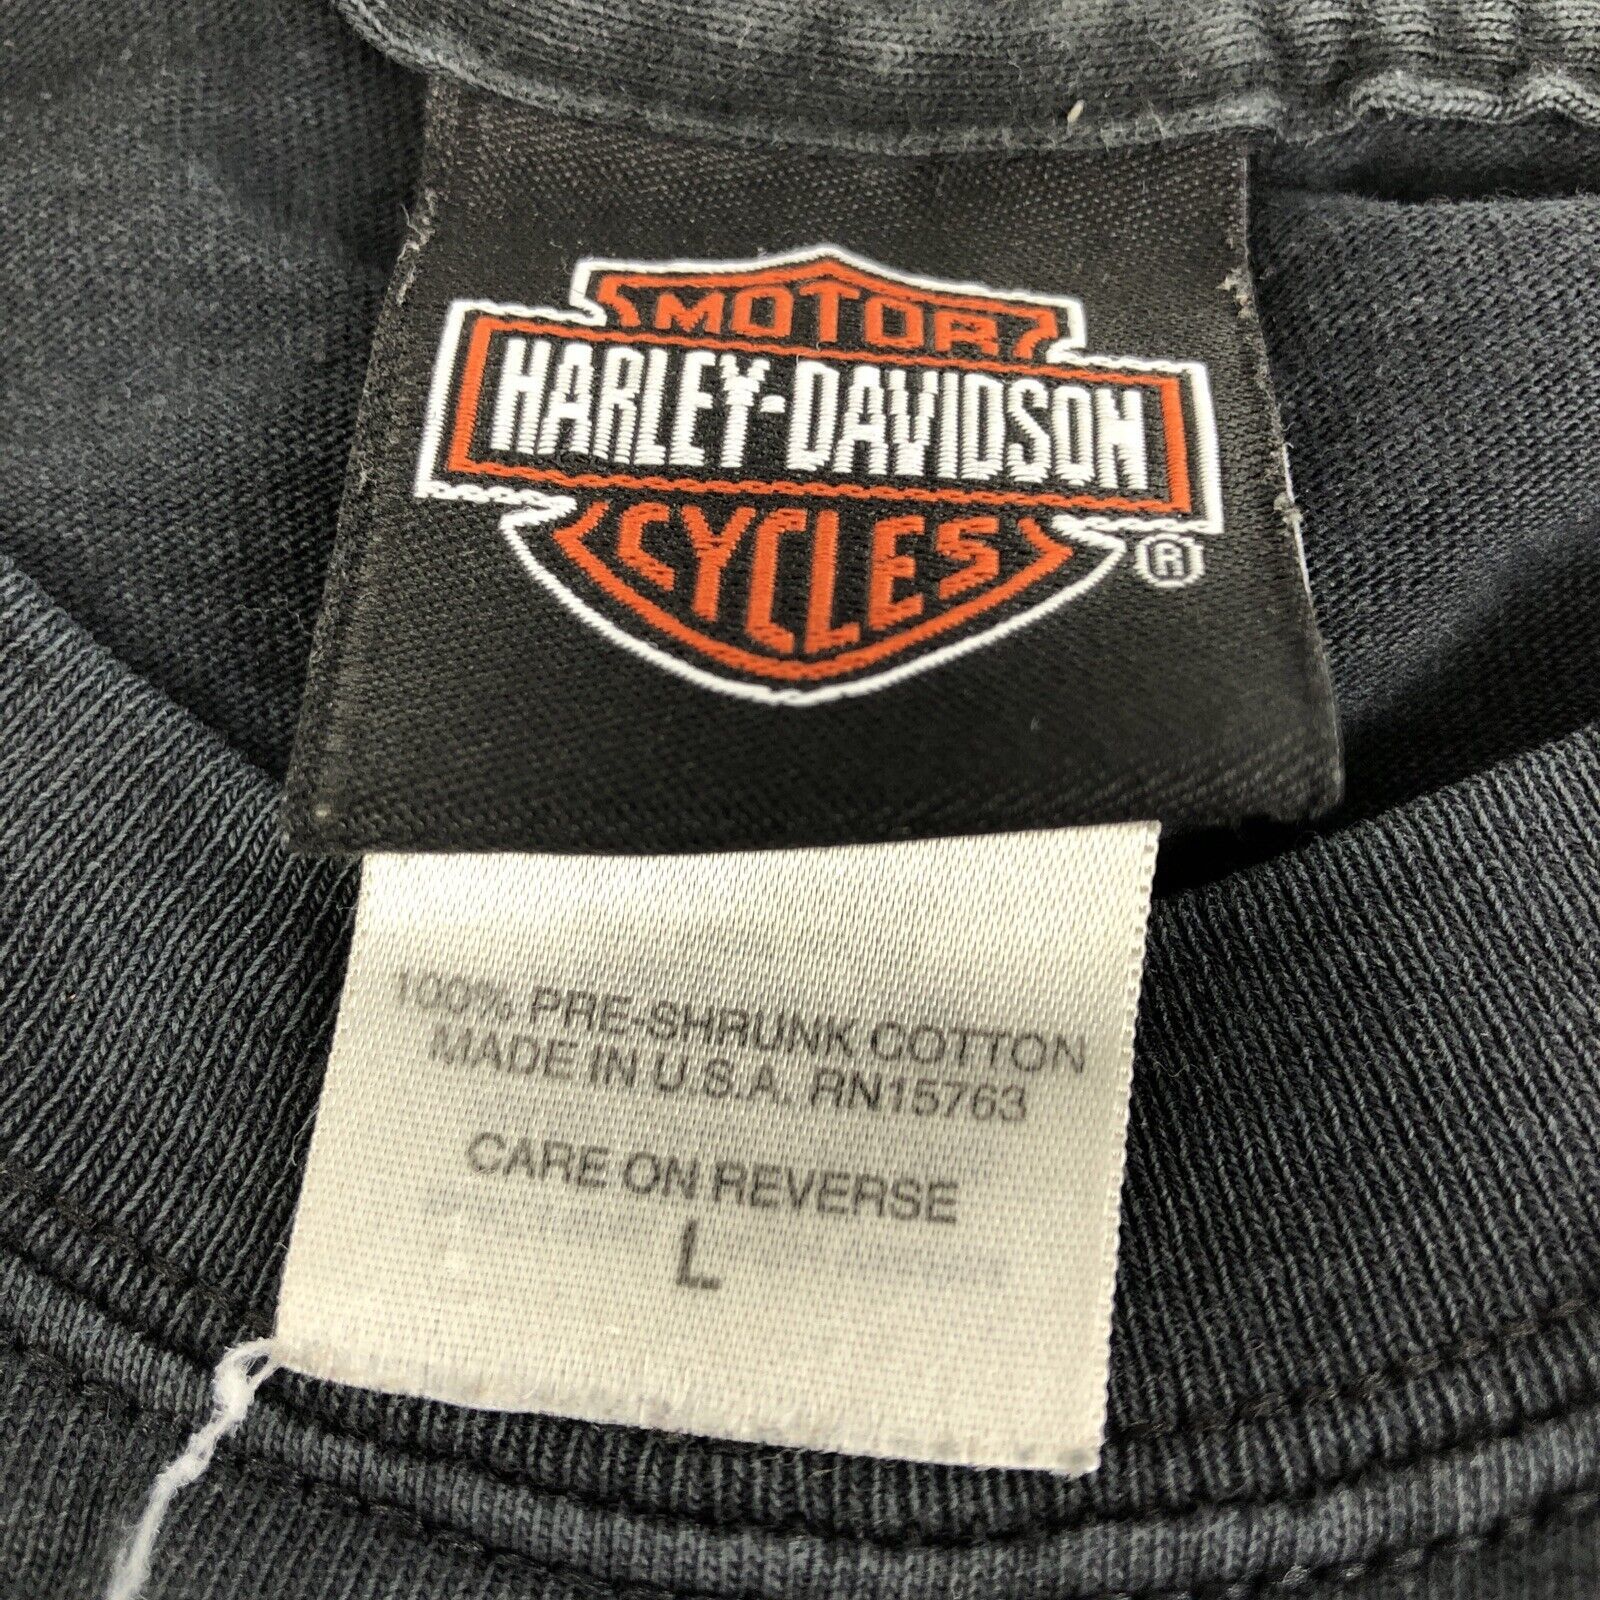 MOTOR
HARLEY-DAVIDSON
CYCLES
®
100% PRE-SHRUNK COTTON
MADE IN U.S.A. RN15763
CARE ON REVERSE
L